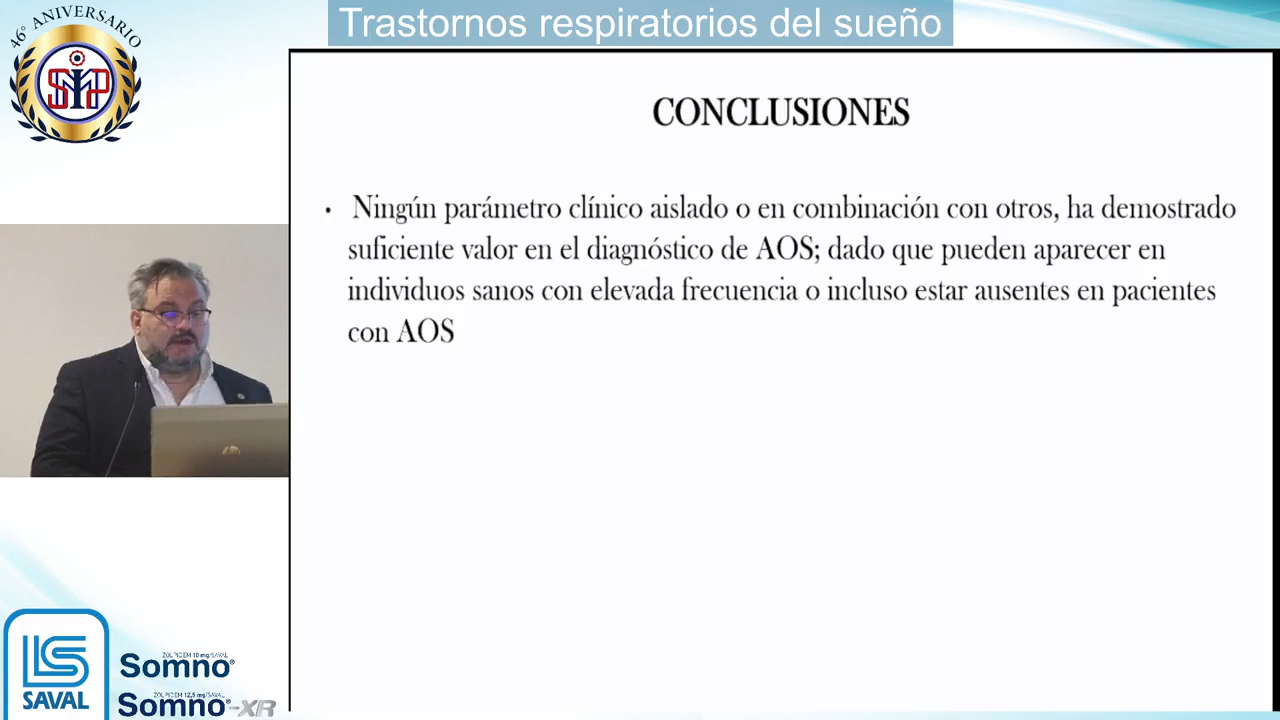 Trastornos respiratorios del sueño
46° ANIVERSARIO
CONCLUSIONES
• Ningún parámetro clínico aislado o en combinación con otros, ha demostrado
suficiente valor en el diagnóstico de AOS; dado que pueden aparecer en
individuos sanos con elevada frecuencia o incluso estar ausentes en pacientes
con AOS
SAVAL
ZOLPIDEM 10 mg/SAVAL
Somno®
ZOLPIDEM 12,5 mg/SAVAL
Somno®-XR